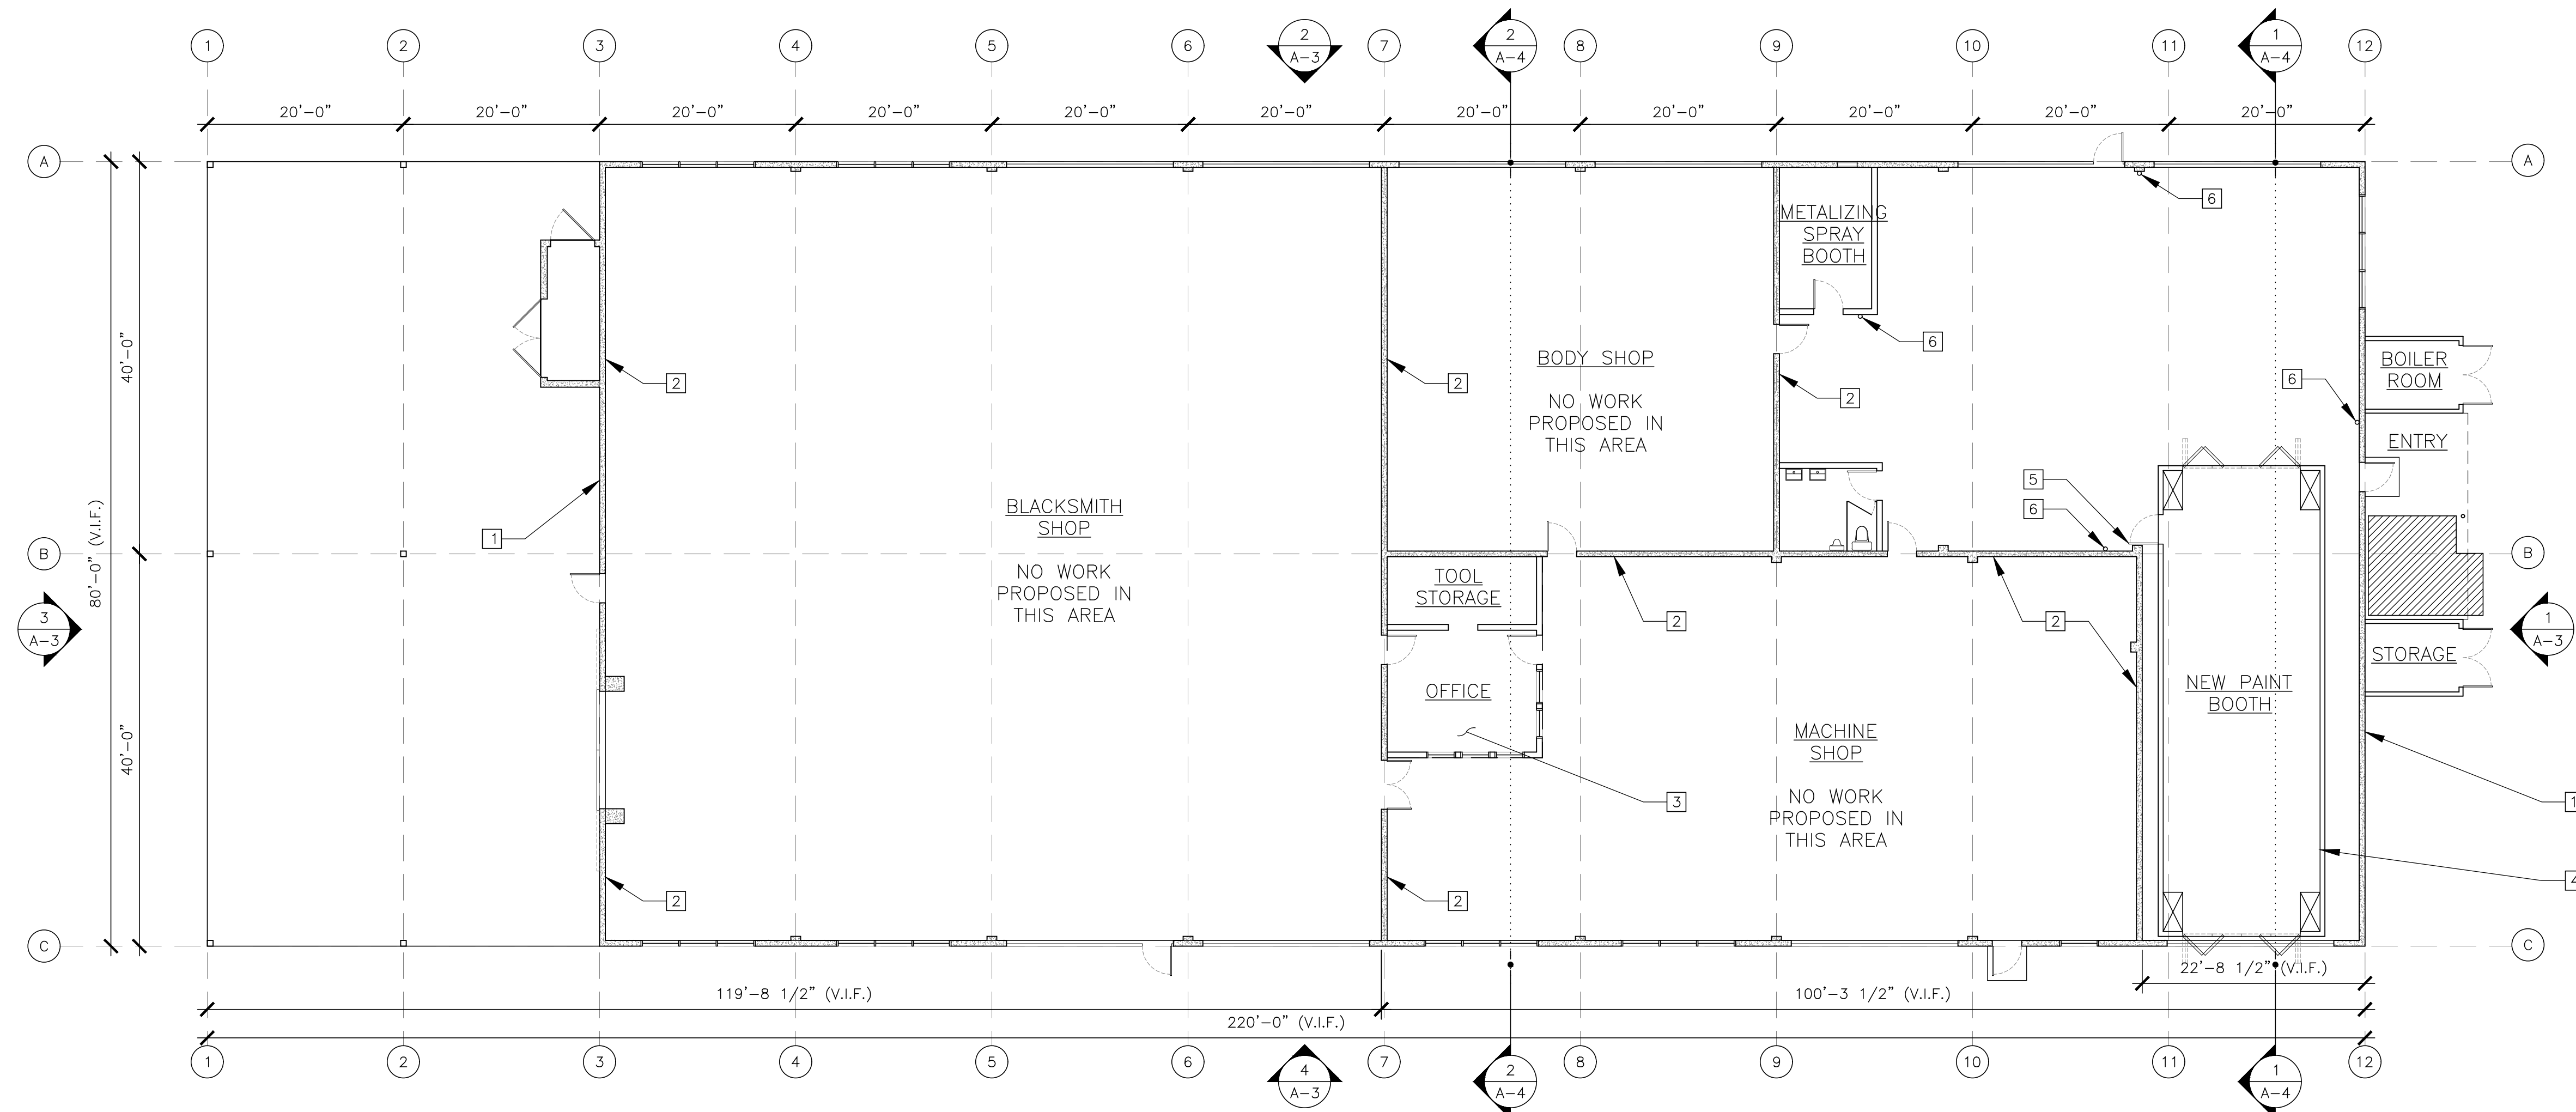 1 2 3 4 5 6 2 7 2 8 9 10 11 1 12
A-3 A-4 A-4
20'-0" 20'-0" 20'-0" 20'-0" 20'-0" 20'-0" 20'-0" 20'-0" 20'-0" 20'-0" 20'-0"
A A
6
METALIZING
SPRAY
BOOTH
6
40'-0"
BODY SHOP
NO WORK
PROPOSED IN
THIS AREA
BOILER
ROOM
6
2 2 2
ENTRY
80'-0" (V.I.F.)
5
6
BLACKSMITH
SHOP
NO WORK
PROPOSED IN
THIS AREA
1
B B
TOOL
STORAGE
2 2
3
A-3
1
A-3
STORAGE
OFFICE
NEW PAINT
BOOTH
40'-0"
MACHINE
SHOP
NO WORK
PROPOSED IN
THIS AREA
3
1
4
2 2
C C
22'-8 1/2" (V.I.F.)
119'-8 1/2" (V.I.F.) 100'-3 1/2" (V.I.F.)
220'-0" (V.I.F.)
1 2 3 4 5 6 4 7 2 8 9 10 11 1 12
A-3 A-4 A-4